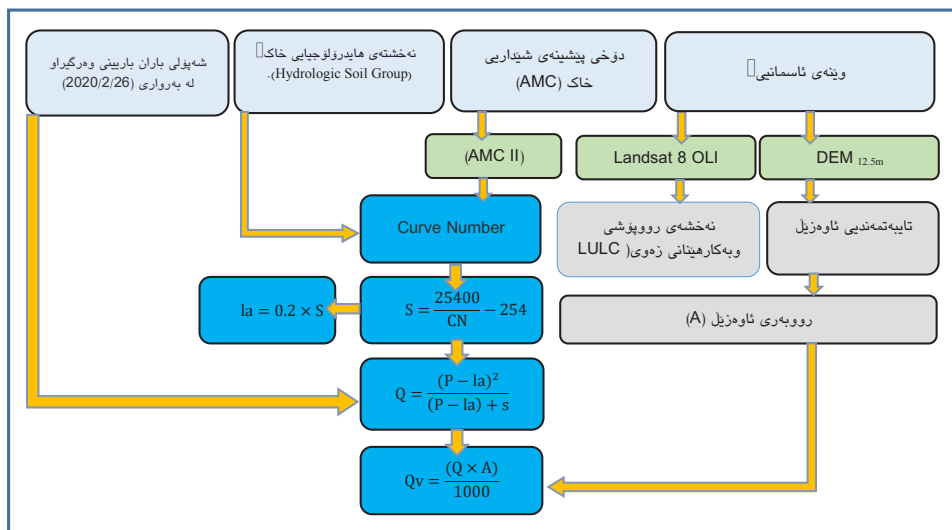 شەپۆلی باران باریینی وەرگیراو
لە بەرواری (2020/2/26)
نەخشتەی هایدرۆلۆجیایی خاک
(Hydrologic Soil Group).
دۆخی پێشینەی شێداریی
خاک (AMC)
وێنەی ئاسمانیی
(AMC II)
Landsat 8 OLI
DEM 12.5m
Curve Number
نەخشەی رووپۆشی
وبەکارهێنانی زەوی( LULC
تایبەتمەندیی ئاوەزێڵ
Ia = 0.2 × S
S = 25400/CN − 254
رووبەری ئاوەزێڵ (A)
Q = (P − Ia)²/(P − Ia) + s
Qv = (Q × A)/1000